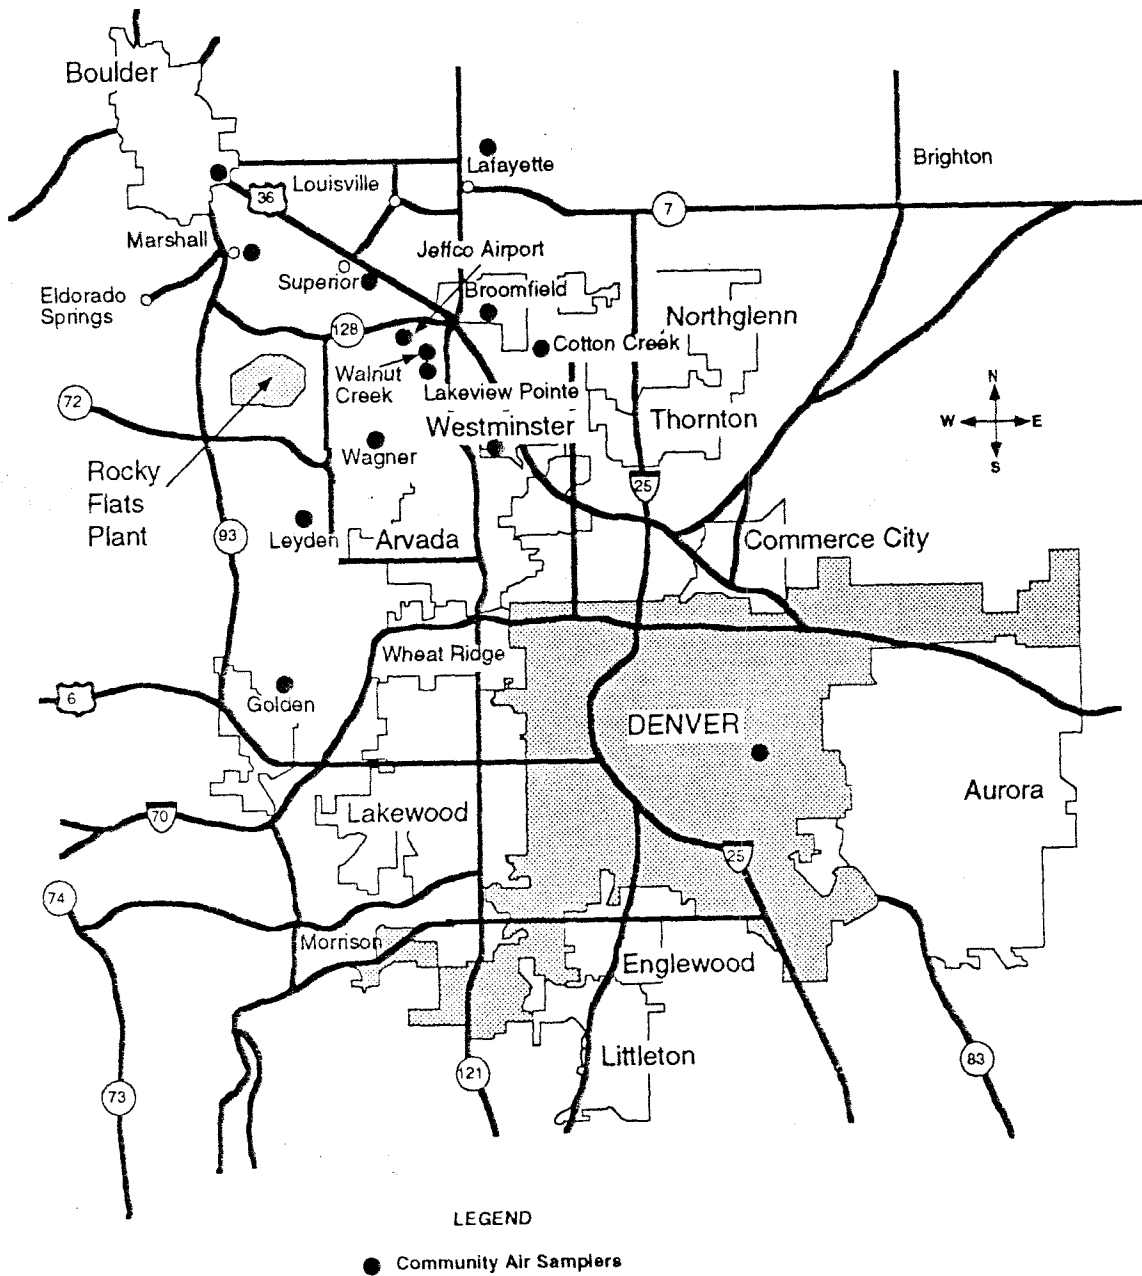 Boulder
Lafayette
Brighton
Louisville
36
7
Marshall
Jeffco Airport
Superior
Eldorado
Springs
Broomfield
Northglenn
128
Cotton Creek
Walnut
Creek
Lakeview Pointe
72
Westminster
Thornton
N
W
E
S
Wagner
Rocky
Flats
Plant
25
93
Leyden
Arvada
Commerce City
Wheat Ridge
6
Golden
DENVER
Aurora
70
Lakewood
25
74
Morrison
Englewood
Littleton
121
83
73
LEGEND
Community Air Samplers